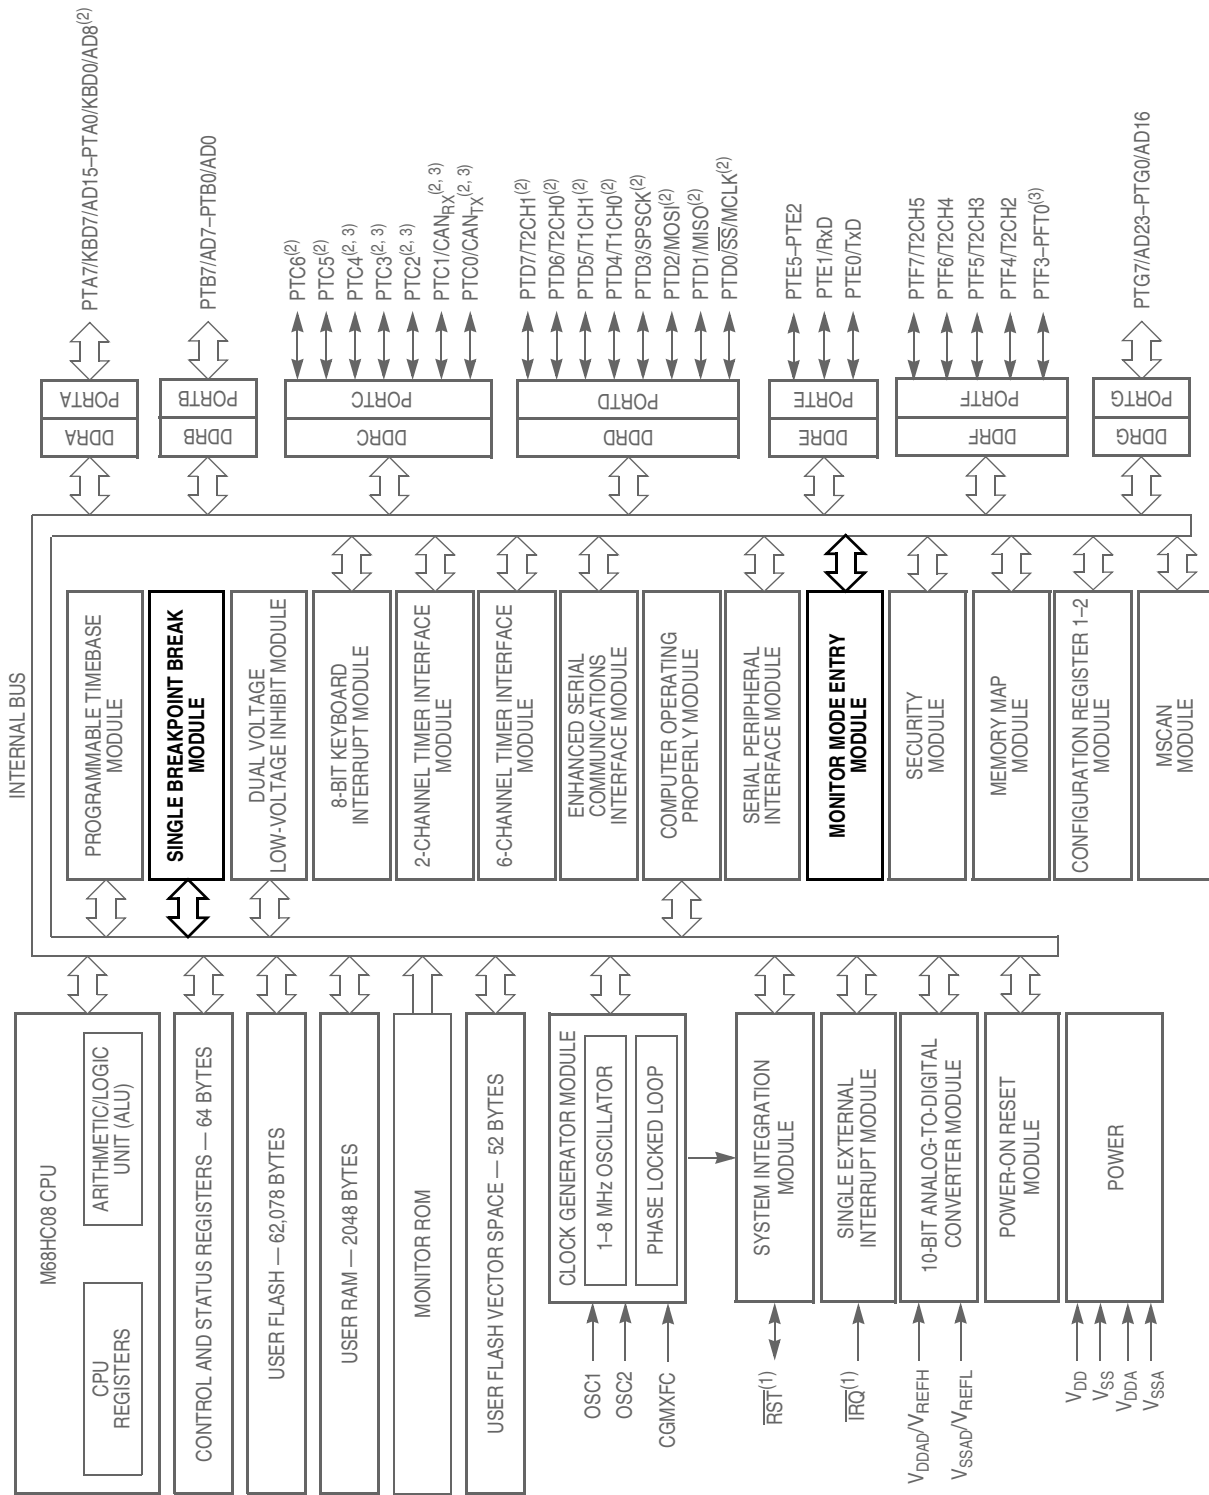 INTERNAL BUS
M68HC08 CPU
CPU
REGISTERS
ARITHMETIC/LOGIC
UNIT (ALU)
CONTROL AND STATUS REGISTERS — 64 BYTES
USER FLASH — 62,078 BYTES
USER RAM — 2048 BYTES
MONITOR ROM
USER FLASH VECTOR SPACE — 52 BYTES
CLOCK GENERATOR MODULE
1–8 MHz OSCILLATOR
PHASE LOCKED LOOP
OSC1
OSC2
CGMXFC
SYSTEM INTEGRATION
MODULE
RST(1)
SINGLE EXTERNAL
INTERRUPT MODULE
IRQ(1)
10-BIT ANALOG-TO-DIGITAL
CONVERTER MODULE
VDDAD/VREFH
VSSAD/VREFL
POWER-ON RESET
MODULE
POWER
VDD
VSS
VDDA
VSSA
PROGRAMMABLE TIMEBASE
MODULE
SINGLE BREAKPOINT BREAK
MODULE
DUAL VOLTAGE
LOW-VOLTAGE INHIBIT MODULE
8-BIT KEYBOARD
INTERRUPT MODULE
2-CHANNEL TIMER INTERFACE
MODULE
6-CHANNEL TIMER INTERFACE
MODULE
ENHANCED SERIAL
COMMUNICATIONS
INTERFACE MODULE
COMPUTER OPERATING
PROPERLY MODULE
SERIAL PERIPHERAL
INTERFACE MODULE
MONITOR MODE ENTRY
MODULE
SECURITY
MODULE
MEMORY MAP
MODULE
CONFIGURATION REGISTER 1–2
MODULE
MSCAN
MODULE
DDRA
PORTA
PTA7/KBD7/AD15–PTA0/KBD0/AD8(2)
DDRB
PORTB
PTB7/AD7–PTB0/AD0
DDRC
PORTC
PTC6(2)
PTC5(2)
PTC4(2, 3)
PTC3(2, 3)
PTC2(2, 3)
PTC1/CANRX(2, 3)
PTC0/CANTX(2, 3)
DDRD
PORTD
PTD7/T2CH1(2)
PTD6/T2CH0(2)
PTD5/T1CH1(2)
PTD4/T1CH0(2)
PTD3/SPSCK(2)
PTD2/MOSI(2)
PTD1/MISO(2)
PTD0/SS/MCLK(2)
DDRE
PORTE
PTE5–PTE2
PTE1/RxD
PTE0/TxD
DDRF
PORTF
PTF7/T2CH5
PTF6/T2CH4
PTF5/T2CH3
PTF4/T2CH2
PTF3–PFT0(3)
DDRG
PORTG
PTG7/AD23–PTG0/AD16